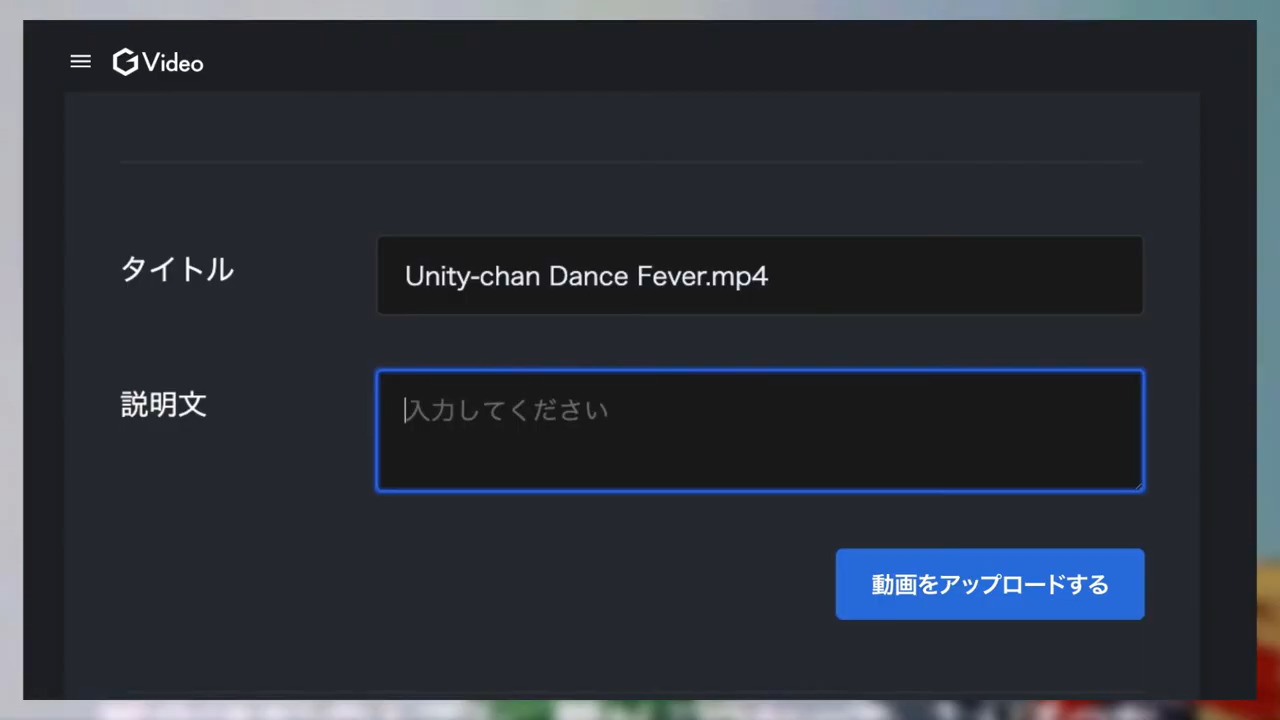 Video
タイトル
Unity-chan Dance Fever.mp4
説明文
入力してください
動画をアップロードする